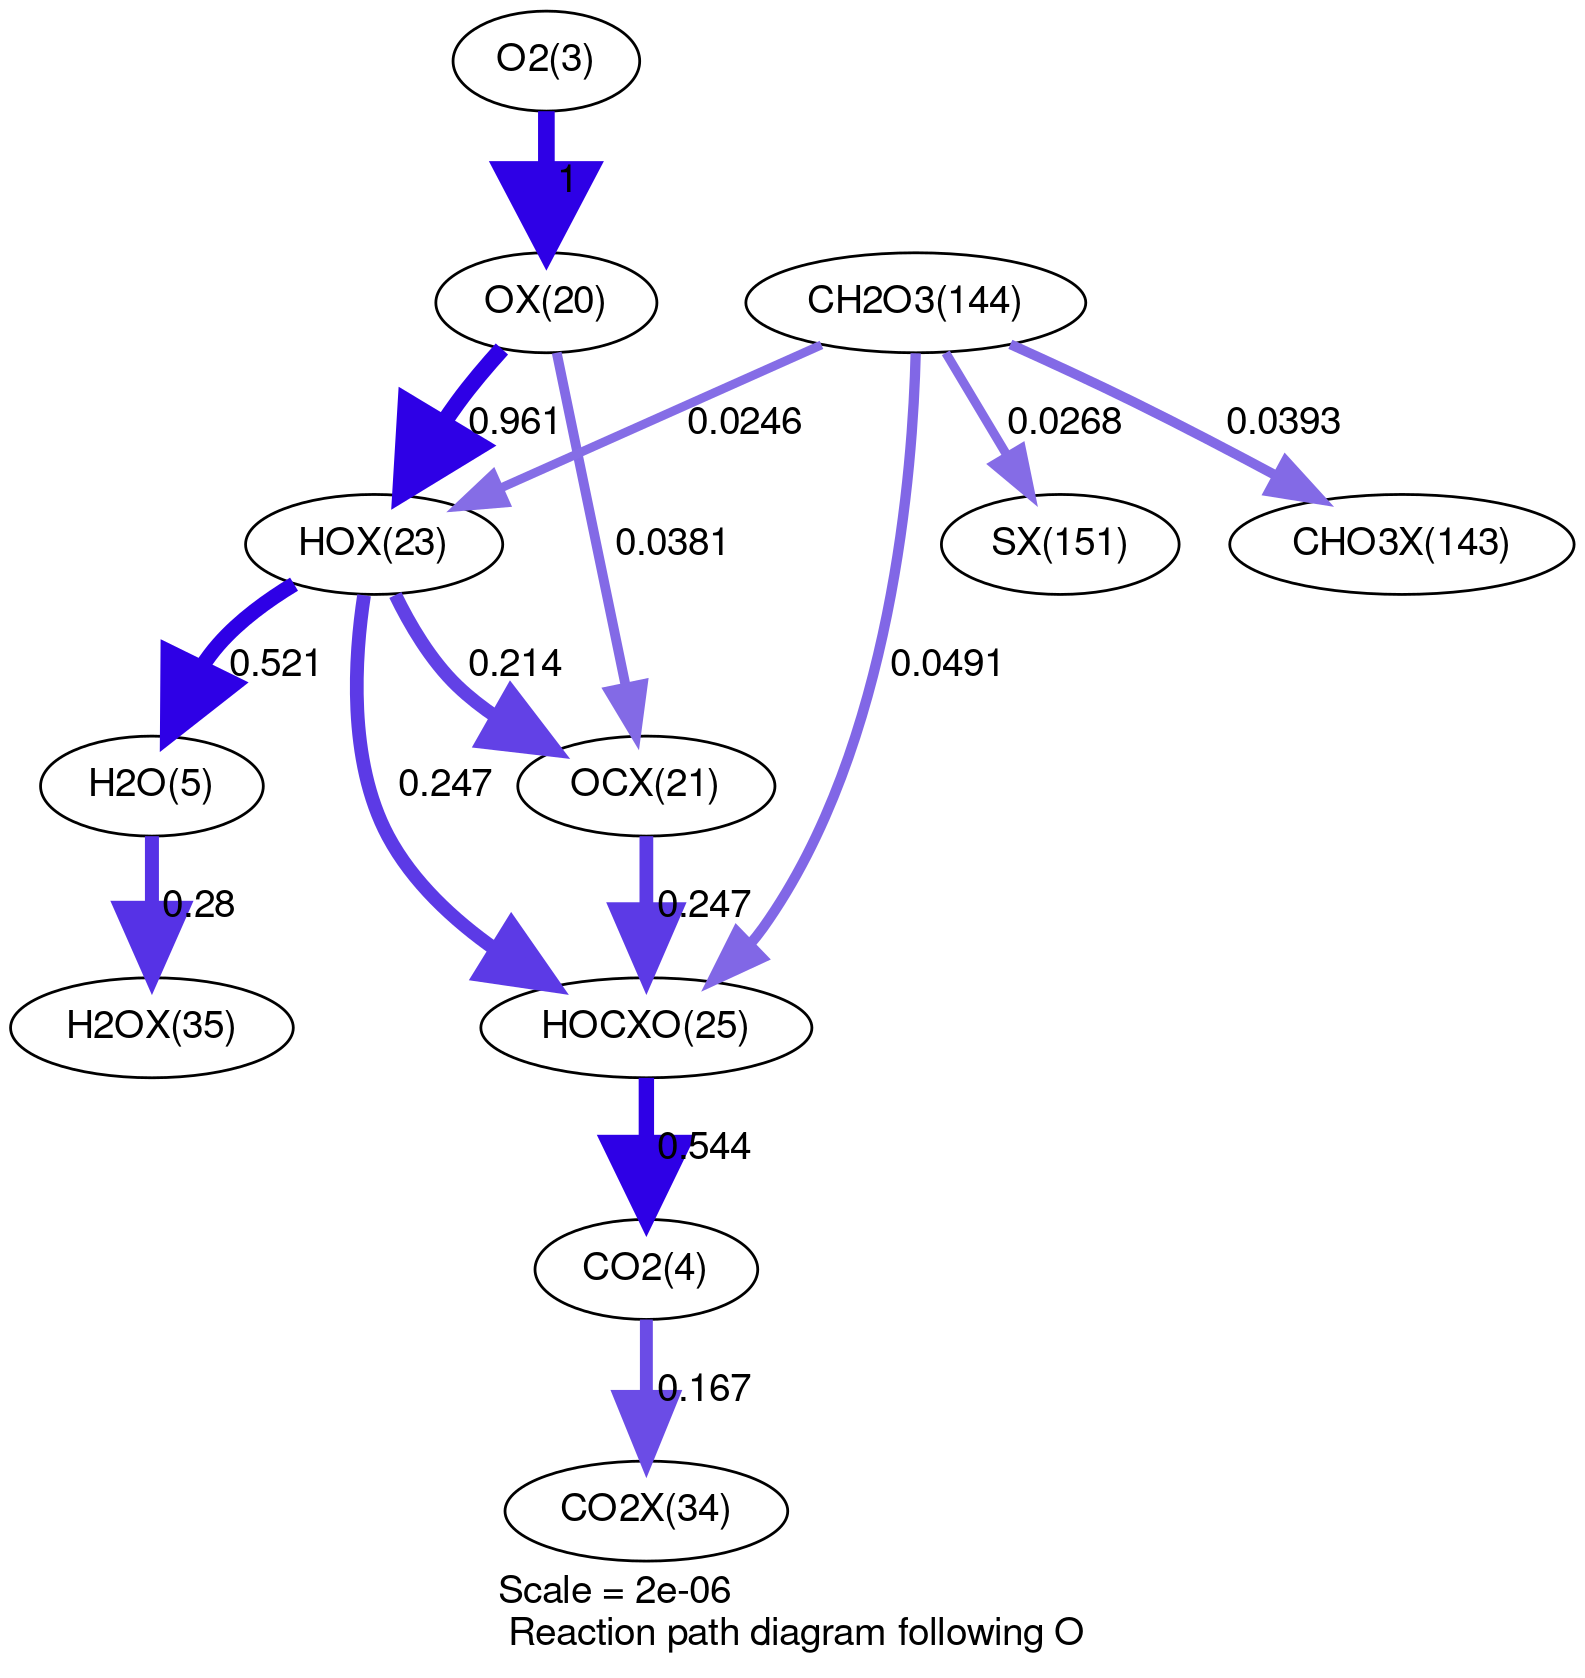 O2(3)
1
OX(20)
CH2O3(144)
0.961
0.0246
0.0268
0.0393
HOX(23)
0.0381
SX(151)
CHO3X(143)
0.521
0.214
0.0491
H2O(5)
0.247
OCX(21)
0.28
0.247
H2OX(35)
HOCXO(25)
0.544
CO2(4)
0.167
CO2X(34)
Scale = 2e-06
Reaction path diagram following O